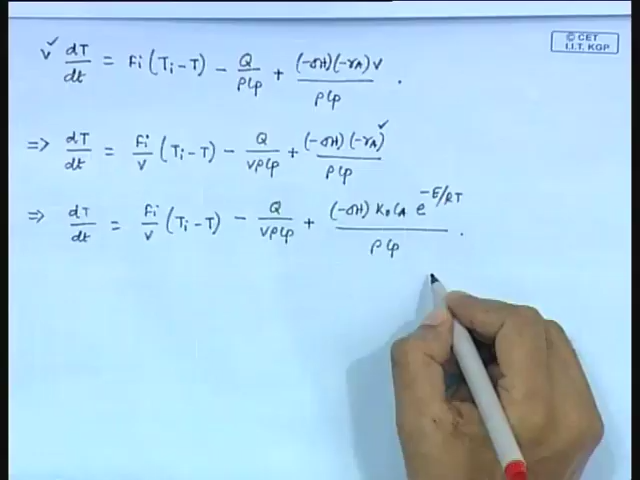 V✓ dT/dt = Fi (Ti - T) - Q/ρCp + (-ΔH)(-rA)V/ρCp .
© CET
I.I.T. KGP
=> dT/dt = Fi/V (Ti - T) - Q/VρCp + (-ΔH)(-rA)✓/ρCp
=> dT/dt = Fi/V (Ti - T) - Q/VρCp + (-ΔH) K₀ CA e^(-E/RT)/ρCp .